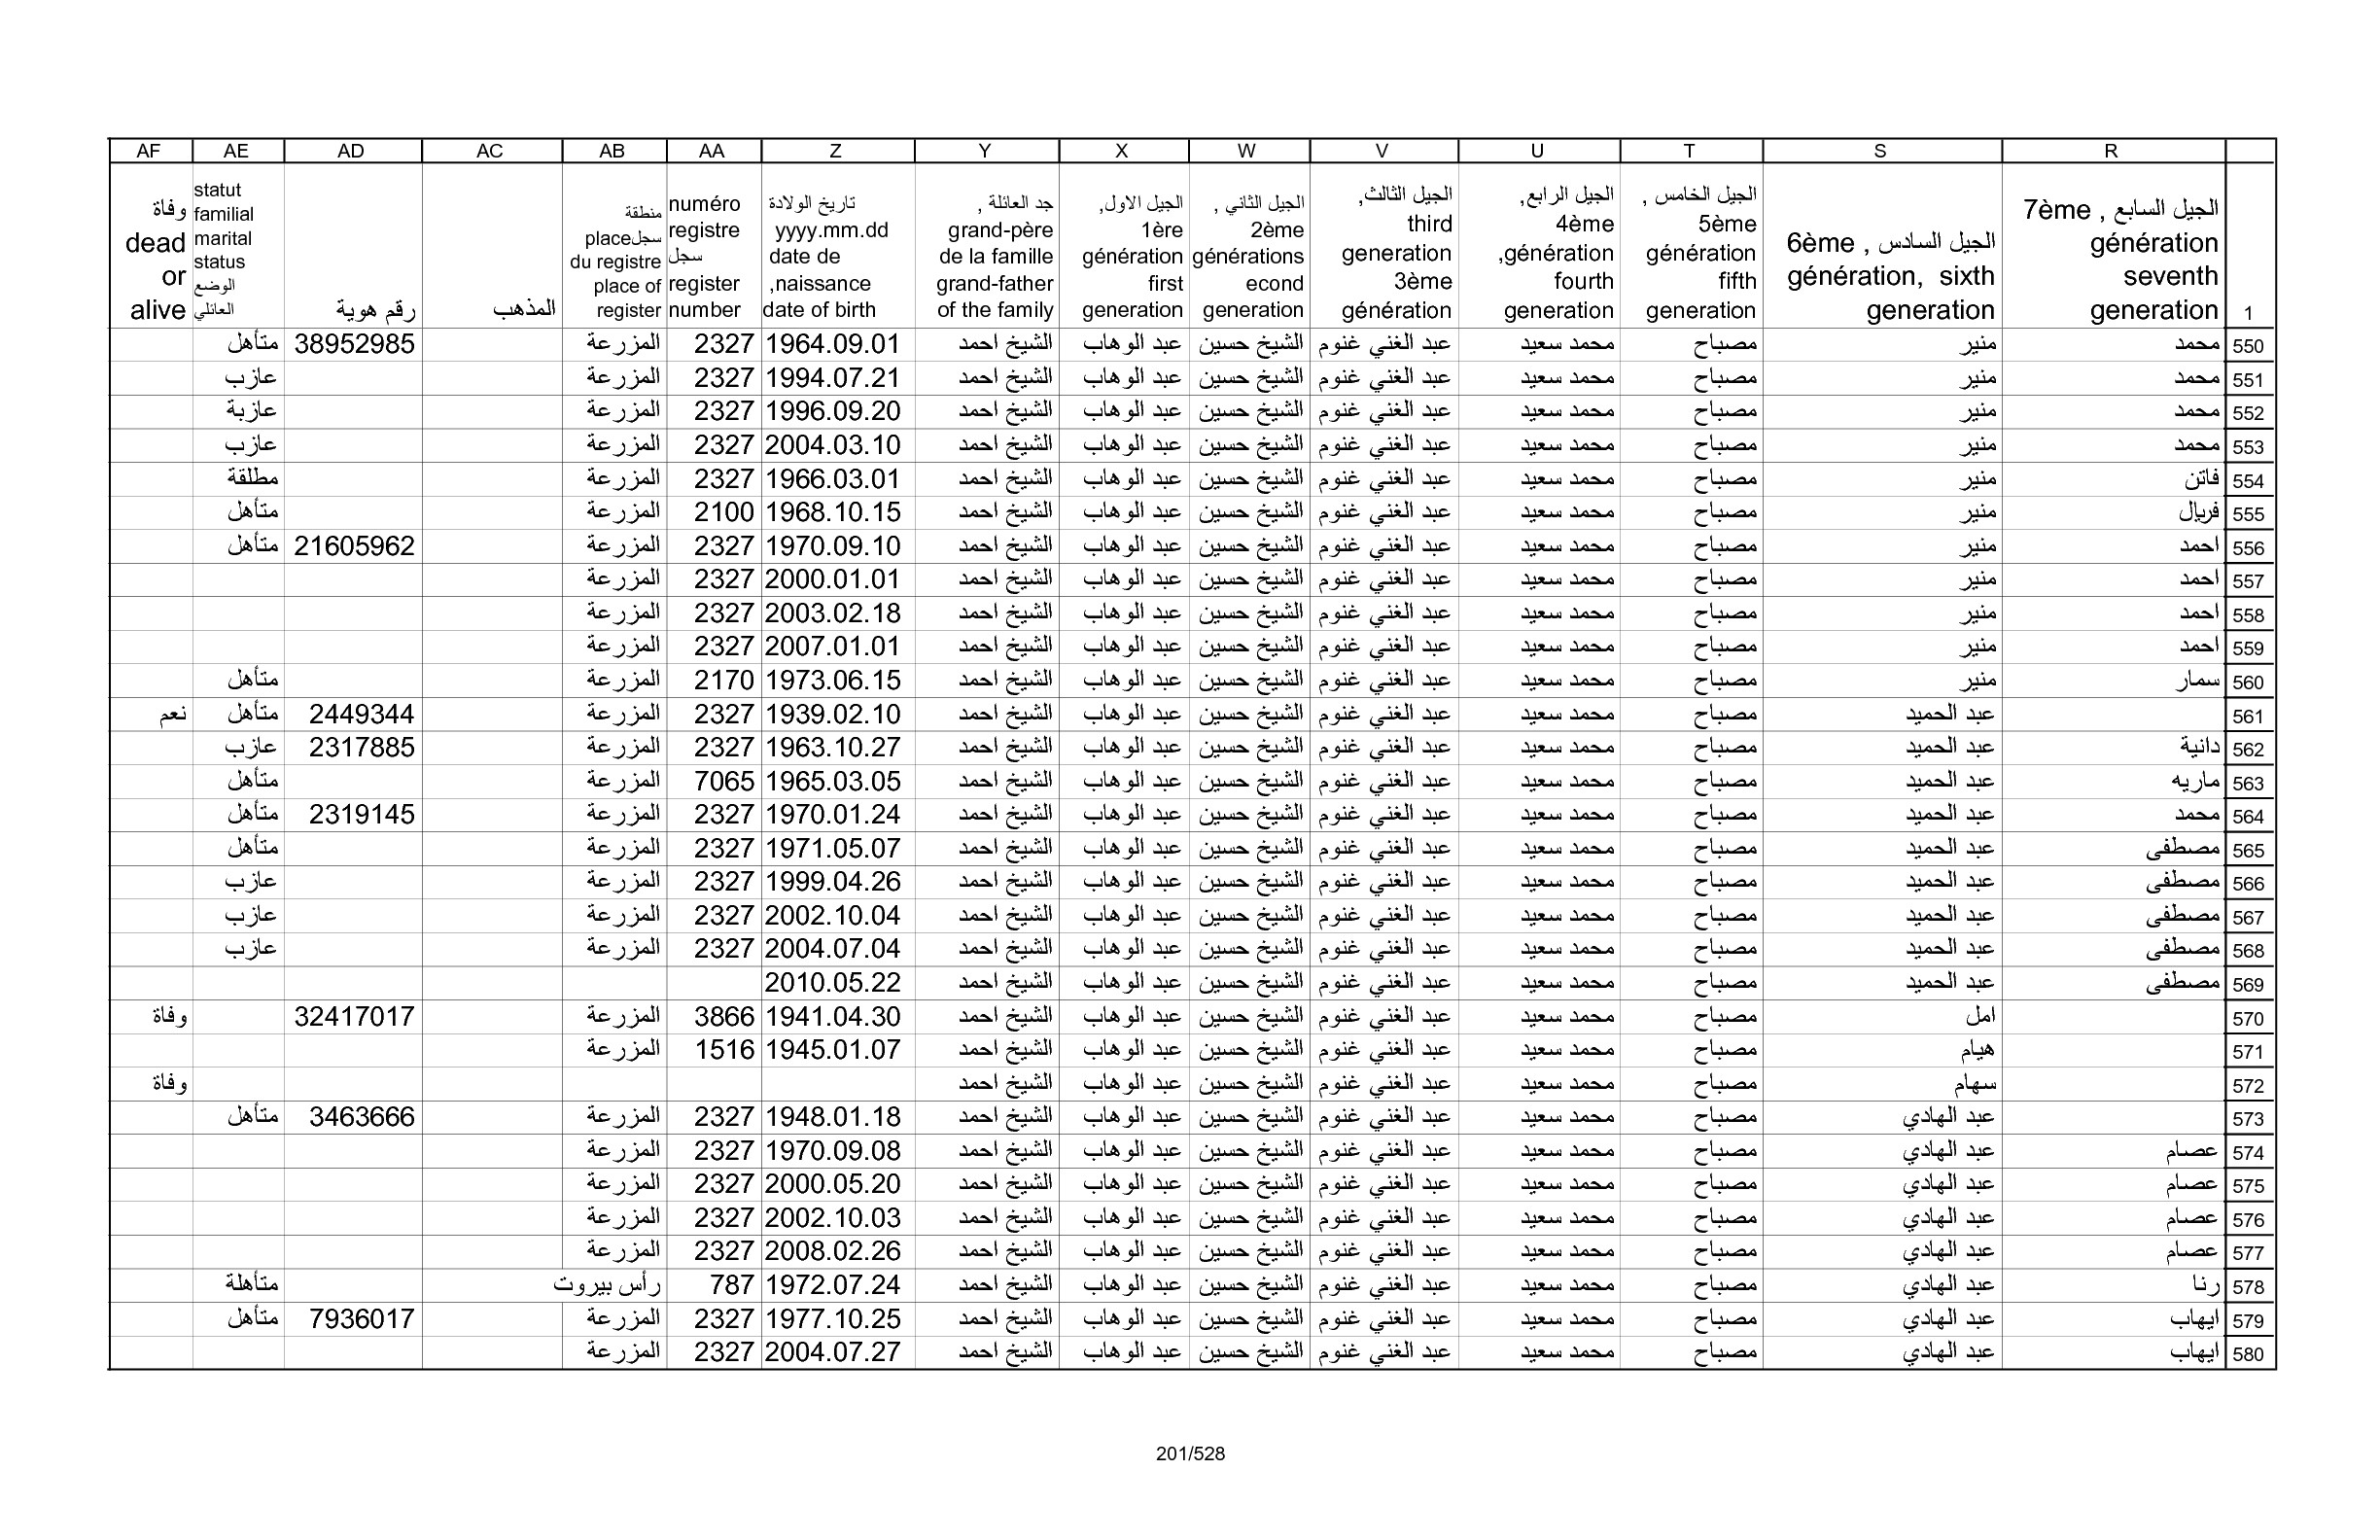 R S T U V W X Y Z AA AB AC AD AE AF
1 الجيل السابع , 7ème génération seventh generation الجيل السادس , 6ème génération, sixth generation الجيل الخامس , 5ème génération fifth generation الجيل الرابع, 4ème génération, fourth generation الجيل الثالث, third generation 3ème génération الجيل الثاني , 2ème générations econd generation الجيل الاول, 1ère génération first generation جد العائلة , grand-père de la famille grand-father of the family تاريخ الولادة yyyy.mm.dd date de naissance, date of birth numéro registre سجل register number منطقة سجل place du registre place of register المذهب رقم هوية statut familial marital status الوضع العائلي وفاة dead or alive
550 محمد منير مصباح محمد سعيد عبد الغني غنوم الشيخ حسين عبد الوهاب الشيخ احمد 1964.09.01 2327 المزرعة 38952985 متأهل
551 محمد منير مصباح محمد سعيد عبد الغني غنوم الشيخ حسين عبد الوهاب الشيخ احمد 1994.07.21 2327 المزرعة عازب
552 محمد منير مصباح محمد سعيد عبد الغني غنوم الشيخ حسين عبد الوهاب الشيخ احمد 1996.09.20 2327 المزرعة عازبة
553 محمد منير مصباح محمد سعيد عبد الغني غنوم الشيخ حسين عبد الوهاب الشيخ احمد 2004.03.10 2327 المزرعة عازب
554 فاتن منير مصباح محمد سعيد عبد الغني غنوم الشيخ حسين عبد الوهاب الشيخ احمد 1966.03.01 2327 المزرعة مطلقة
555 فريال منير مصباح محمد سعيد عبد الغني غنوم الشيخ حسين عبد الوهاب الشيخ احمد 1968.10.15 2100 المزرعة متأهل
556 احمد منير مصباح محمد سعيد عبد الغني غنوم الشيخ حسين عبد الوهاب الشيخ احمد 1970.09.10 2327 المزرعة 21605962 متأهل
557 احمد منير مصباح محمد سعيد عبد الغني غنوم الشيخ حسين عبد الوهاب الشيخ احمد 2000.01.01 2327 المزرعة
558 احمد منير مصباح محمد سعيد عبد الغني غنوم الشيخ حسين عبد الوهاب الشيخ احمد 2003.02.18 2327 المزرعة
559 احمد منير مصباح محمد سعيد عبد الغني غنوم الشيخ حسين عبد الوهاب الشيخ احمد 2007.01.01 2327 المزرعة
560 سمار منير مصباح محمد سعيد عبد الغني غنوم الشيخ حسين عبد الوهاب الشيخ احمد 1973.06.15 2170 المزرعة متأهل
561 عبد الحميد مصباح محمد سعيد عبد الغني غنوم الشيخ حسين عبد الوهاب الشيخ احمد 1939.02.10 2327 المزرعة 2449344 متأهل نعم
562 دانية عبد الحميد مصباح محمد سعيد عبد الغني غنوم الشيخ حسين عبد الوهاب الشيخ احمد 1963.10.27 2327 المزرعة 2317885 عازب
563 ماريه عبد الحميد مصباح محمد سعيد عبد الغني غنوم الشيخ حسين عبد الوهاب الشيخ احمد 1965.03.05 7065 المزرعة متأهل
564 محمد عبد الحميد مصباح محمد سعيد عبد الغني غنوم الشيخ حسين عبد الوهاب الشيخ احمد 1970.01.24 2327 المزرعة 2319145 متأهل
565 مصطفى عبد الحميد مصباح محمد سعيد عبد الغني غنوم الشيخ حسين عبد الوهاب الشيخ احمد 1971.05.07 2327 المزرعة متأهل
566 مصطفى عبد الحميد مصباح محمد سعيد عبد الغني غنوم الشيخ حسين عبد الوهاب الشيخ احمد 1999.04.26 2327 المزرعة عازب
567 مصطفى عبد الحميد مصباح محمد سعيد عبد الغني غنوم الشيخ حسين عبد الوهاب الشيخ احمد 2002.10.04 2327 المزرعة عازب
568 مصطفى عبد الحميد مصباح محمد سعيد عبد الغني غنوم الشيخ حسين عبد الوهاب الشيخ احمد 2004.07.04 2327 المزرعة عازب
569 مصطفى عبد الحميد مصباح محمد سعيد عبد الغني غنوم الشيخ حسين عبد الوهاب الشيخ احمد 2010.05.22
570 امل مصباح محمد سعيد عبد الغني غنوم الشيخ حسين عبد الوهاب الشيخ احمد 1941.04.30 3866 المزرعة 32417017 وفاة
571 هيام مصباح محمد سعيد عبد الغني غنوم الشيخ حسين عبد الوهاب الشيخ احمد 1945.01.07 1516 المزرعة
572 سهام مصباح محمد سعيد عبد الغني غنوم الشيخ حسين عبد الوهاب الشيخ احمد وفاة
573 عبد الهادي مصباح محمد سعيد عبد الغني غنوم الشيخ حسين عبد الوهاب الشيخ احمد 1948.01.18 2327 المزرعة 3463666 متأهل
574 عصام عبد الهادي مصباح محمد سعيد عبد الغني غنوم الشيخ حسين عبد الوهاب الشيخ احمد 1970.09.08 2327 المزرعة
575 عصام عبد الهادي مصباح محمد سعيد عبد الغني غنوم الشيخ حسين عبد الوهاب الشيخ احمد 2000.05.20 2327 المزرعة
576 عصام عبد الهادي مصباح محمد سعيد عبد الغني غنوم الشيخ حسين عبد الوهاب الشيخ احمد 2002.10.03 2327 المزرعة
577 عصام عبد الهادي مصباح محمد سعيد عبد الغني غنوم الشيخ حسين عبد الوهاب الشيخ احمد 2008.02.26 2327 المزرعة
578 رنا عبد الهادي مصباح محمد سعيد عبد الغني غنوم الشيخ حسين عبد الوهاب الشيخ احمد 1972.07.24 787 رأس بيروت متأهلة
579 ايهاب عبد الهادي مصباح محمد سعيد عبد الغني غنوم الشيخ حسين عبد الوهاب الشيخ احمد 1977.10.25 2327 المزرعة 7936017 متأهل
580 ايهاب عبد الهادي مصباح محمد سعيد عبد الغني غنوم الشيخ حسين عبد الوهاب الشيخ احمد 2004.07.27 2327 المزرعة
201/528